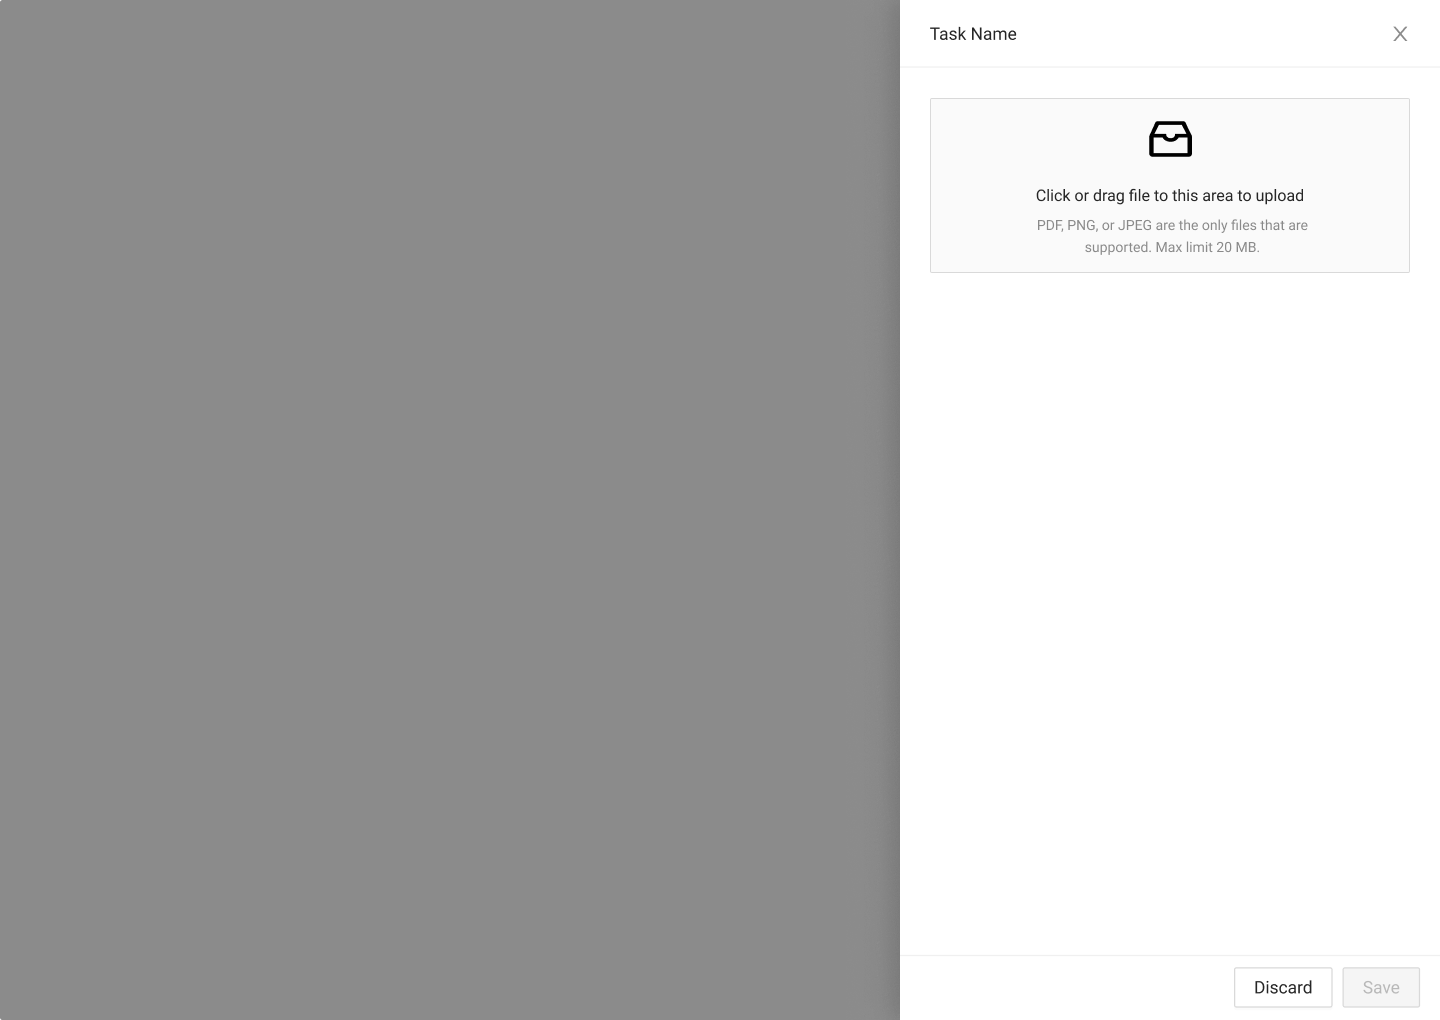 Task Name
Click or drag file to this area to upload
PDF, PNG, or JPEG are the only files that are
supported. Max limit 20 MB.
Discard
Save